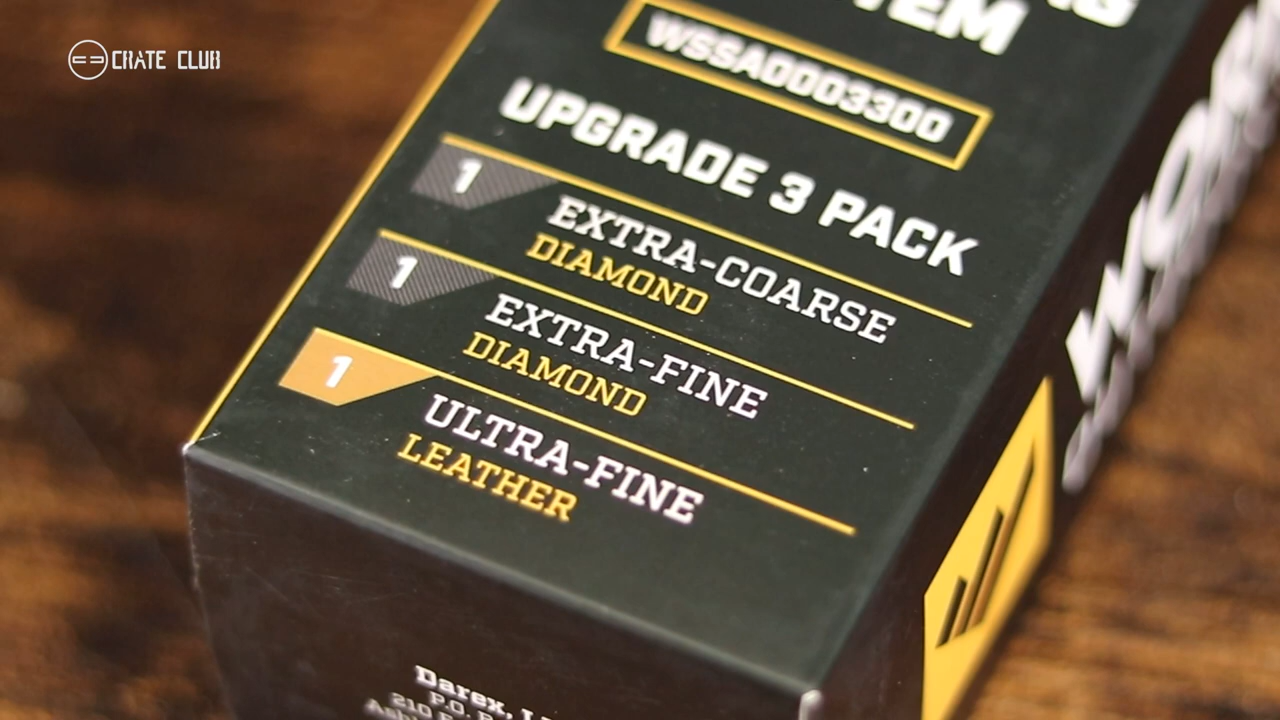 CRATE CLUB
WSSA0003300
UPGRADE 3 PACK
1
EXTRA-COARSE
DIAMOND
1
EXTRA-FINE
DIAMOND
1
ULTRA-FINE
LEATHER
Darex,
P.O.
210